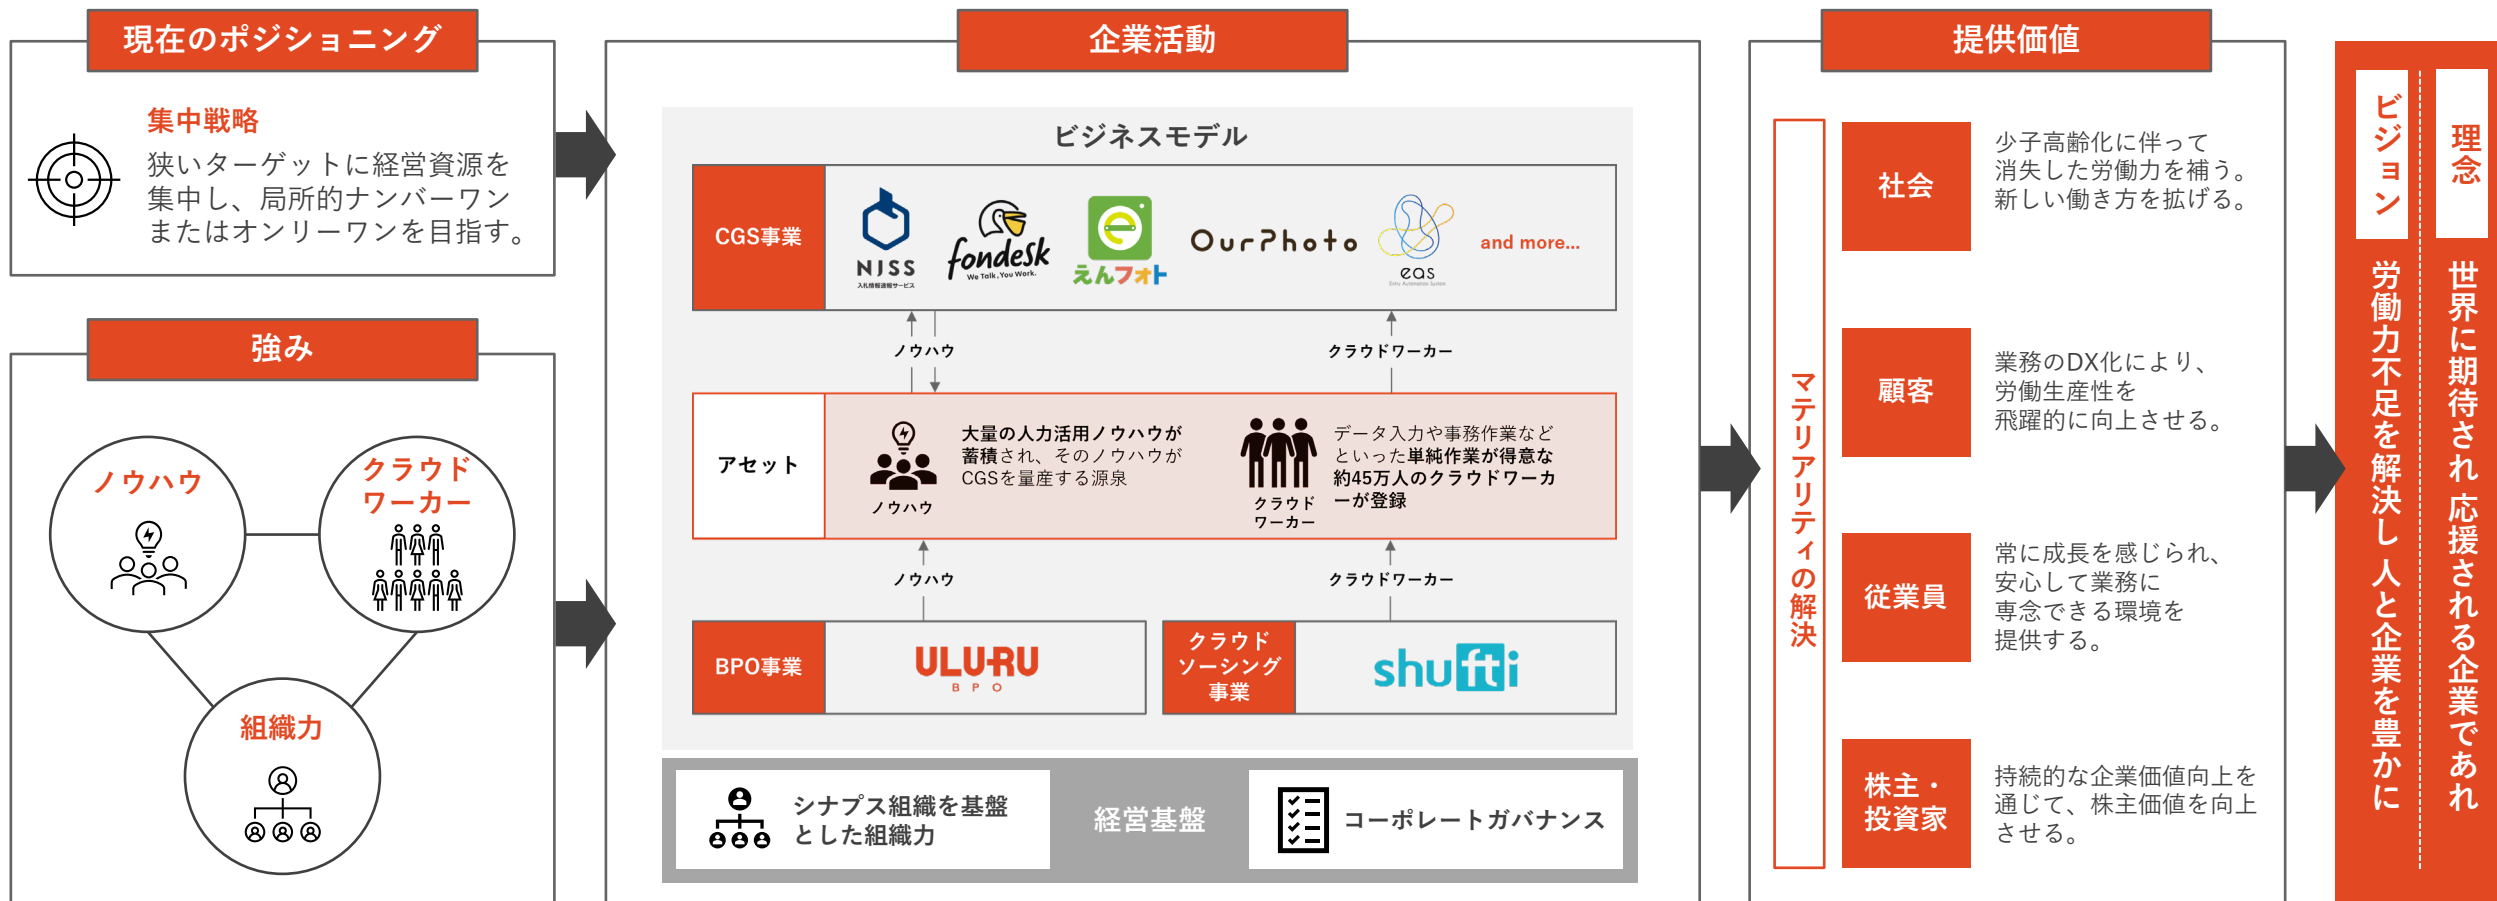 現在のポジショニング
集中戦略
狭いターゲットに経営資源を
集中し、局所的ナンバーワン
またはオンリーワンを目指す。
強み
ノウハウ
クラウド
ワーカー
組織力
企業活動
ビジネスモデル
CGS事業
NJSS
入札情報速報サービス
fondesk
We Talk, You Work.
えんフォト
OurPhoto
eas
Entry Automation System
and more...
ノウハウ
クラウドワーカー
アセット
ノウハウ
大量の人力活用ノウハウが
蓄積され、そのノウハウが
CGSを量産する源泉
クラウド
ワーカー
データ入力や事務作業など
といった単純作業が得意な
約45万人のクラウドワーカ
ーが登録
ノウハウ
クラウドワーカー
BPO事業
ULURU
BPO
クラウド
ソーシング
事業
shufti
シナプス組織を基盤
とした組織力
経営基盤
コーポレートガバナンス
提供価値
マテリアリティの解決
社会
少子高齢化に伴って
消失した労働力を補う。
新しい働き方を拡げる。
顧客
業務のDX化により、
労働生産性を
飛躍的に向上させる。
従業員
常に成長を感じられ、
安心して業務に
専念できる環境を
提供する。
株主・
投資家
持続的な企業価値向上を
通じて、株主価値を向上
させる。
理念
世界に期待され 応援される企業であれ
ビジョン
労働力不足を解決し 人と企業を豊かに